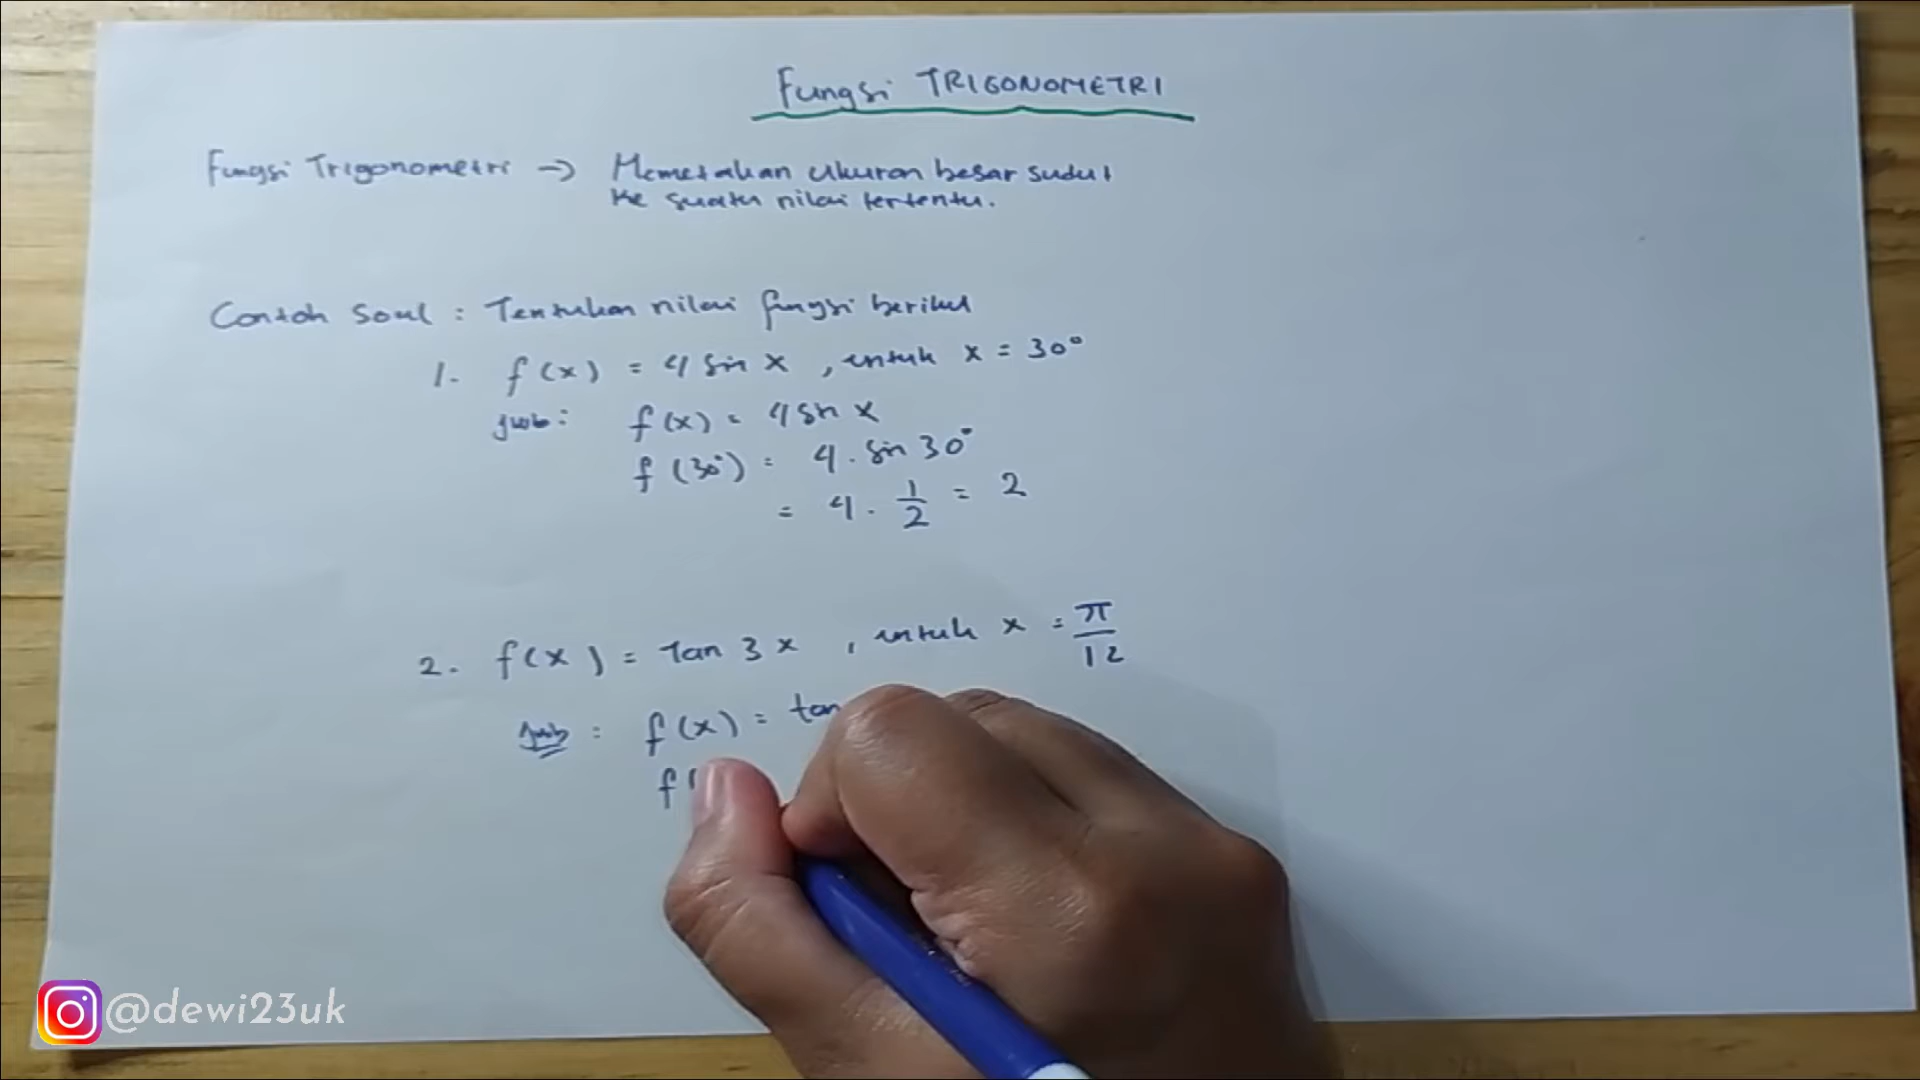 Fungsi TRIGONOMETRI
Fungsi Trigonometri → Memetakan ukuran besar sudut
ke suatu nilai tertentu.
Contoh Soal : Tentukan nilai fungsi berikut
1. f(x) = 4 sin x , untuk x = 30°
Jwb: f(x) = 4 sin x
f(30°) = 4 . sin 30°
= 4 . 1/2 = 2
2. f(x) = Tan 3x , untuk x = π/12
Jwb : f(x) = tan
f(
@dewi23uk